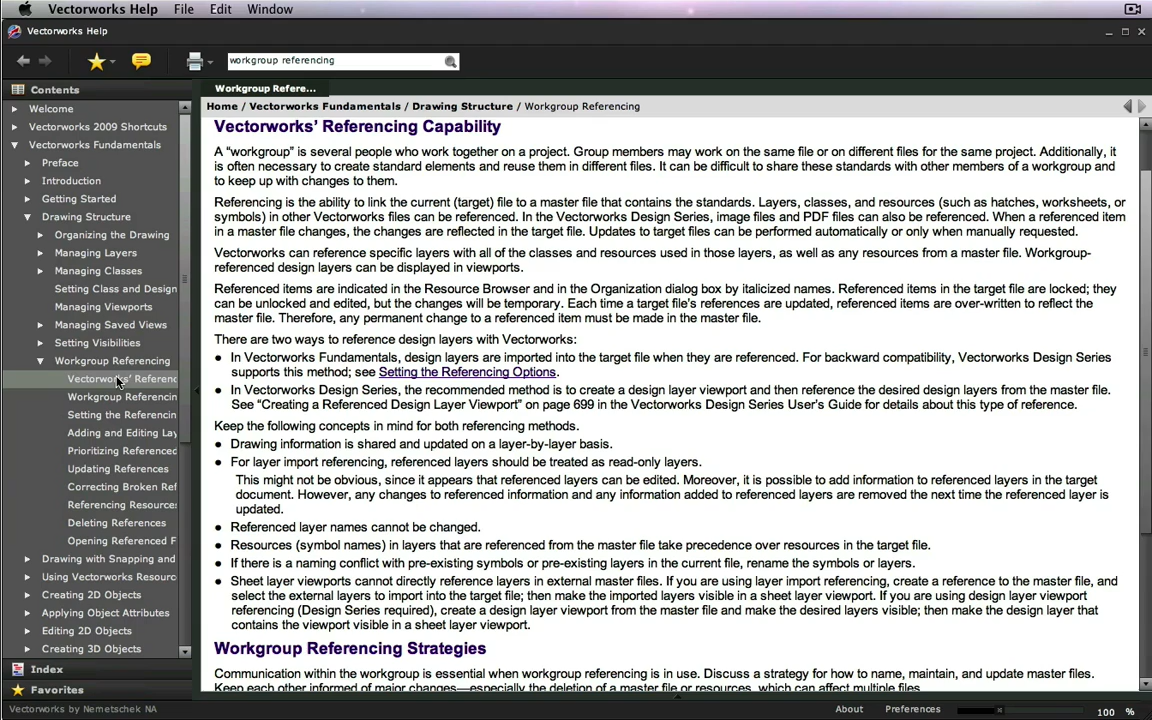 Vectorworks Help File Edit Window
Vectorworks Help
workgroup referencing
Contents
Welcome
Vectorworks 2009 Shortcuts
Vectorworks Fundamentals
Preface
Introduction
Getting Started
Drawing Structure
Organizing the Drawing
Managing Layers
Managing Classes
Setting Class and Design
Managing Viewports
Managing Saved Views
Setting Visibilities
Workgroup Referencing
Vectorworks' Referenc
Workgroup Referencin
Setting the Referencin
Adding and Editing Lay
Prioritizing Referenced
Updating References
Correcting Broken Ref
Referencing Resources
Deleting References
Opening Referenced F
Drawing with Snapping and
Using Vectorworks Resourc
Creating 2D Objects
Applying Object Attributes
Editing 2D Objects
Creating 3D Objects
Index
Favorites
Workgroup Refere...
Home / Vectorworks Fundamentals / Drawing Structure / Workgroup Referencing
Vectorworks' Referencing Capability
A "workgroup" is several people who work together on a project. Group members may work on the same file or on different files for the same project. Additionally, it
is often necessary to create standard elements and reuse them in different files. It can be difficult to share these standards with other members of a workgroup and
to keep up with changes to them.
Referencing is the ability to link the current (target) file to a master file that contains the standards. Layers, classes, and resources (such as hatches, worksheets, or
symbols) in other Vectorworks files can be referenced. In the Vectorworks Design Series, image files and PDF files can also be referenced. When a referenced item
in a master file changes, the changes are reflected in the target file. Updates to target files can be performed automatically or only when manually requested.
Vectorworks can reference specific layers with all of the classes and resources used in those layers, as well as any resources from a master file. Workgroup-
referenced design layers can be displayed in viewports.
Referenced items are indicated in the Resource Browser and in the Organization dialog box by italicized names. Referenced items in the target file are locked; they
can be unlocked and edited, but the changes will be temporary. Each time a target file's references are updated, referenced items are over-written to reflect the
master file. Therefore, any permanent change to a referenced item must be made in the master file.
There are two ways to reference design layers with Vectorworks:
● In Vectorworks Fundamentals, design layers are imported into the target file when they are referenced. For backward compatibility, Vectorworks Design Series
supports this method; see Setting the Referencing Options.
● In Vectorworks Design Series, the recommended method is to create a design layer viewport and then reference the desired design layers from the master file.
See "Creating a Referenced Design Layer Viewport" on page 699 in the Vectorworks Design Series User's Guide for details about this type of reference.
Keep the following concepts in mind for both referencing methods.
● Drawing information is shared and updated on a layer-by-layer basis.
● For layer import referencing, referenced layers should be treated as read-only layers.
This might not be obvious, since it appears that referenced layers can be edited. Moreover, it is possible to add information to referenced layers in the target
document. However, any changes to referenced information and any information added to referenced layers are removed the next time the referenced layer is
updated.
● Referenced layer names cannot be changed.
● Resources (symbol names) in layers that are referenced from the master file take precedence over resources in the target file.
● If there is a naming conflict with pre-existing symbols or pre-existing layers in the current file, rename the symbols or layers.
● Sheet layer viewports cannot directly reference layers in external master files. If you are using layer import referencing, create a reference to the master file, and
select the external layers to import into the target file; then make the imported layers visible in a sheet layer viewport. If you are using design layer viewport
referencing (Design Series required), create a design layer viewport from the master file and make the desired layers visible; then make the design layer that
contains the viewport visible in a sheet layer viewport.
Workgroup Referencing Strategies
Communication within the workgroup is essential when workgroup referencing is in use. Discuss a strategy for how to name, maintain, and update master files.
Keep each other informed of major changes—especially the deletion of a master file or resources, which can affect multiple files.
Vectorworks by Nemetschek NA
About Preferences 100 %